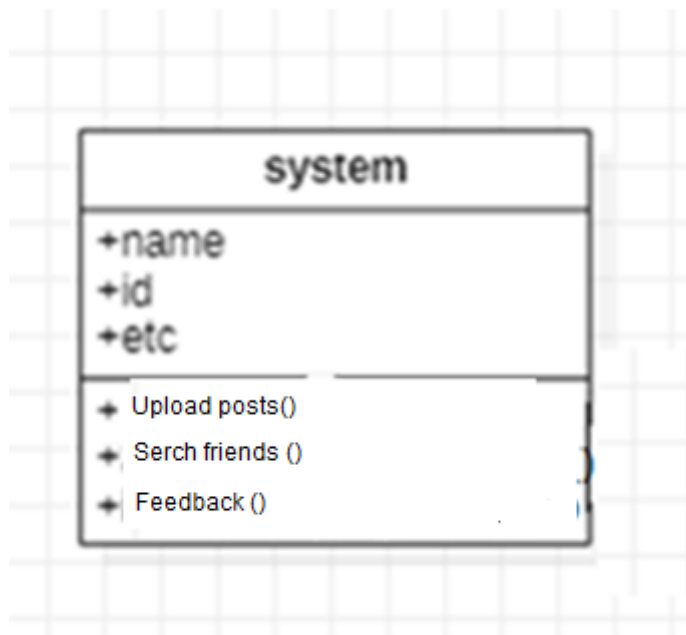 system
+name
+id
+etc
+ Upload posts()
+ Serch friends ()
+ Feedback ()